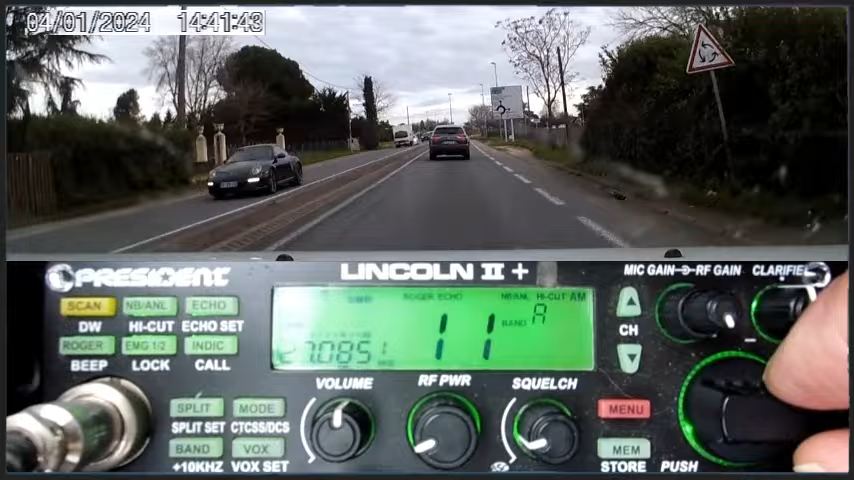 04/01/2024 14:41:43
PRESIDENT
LINCOLN II +
MIC GAIN RF GAIN CLARIFIE
SCAN NB/ANL ECHO
DW HI-CUT ECHO SET
ROGER EMG 1/2 INDIC
BEEP LOCK CALL
ROGER ECHO NB/ANL HI-CUT AM
BAND A
11
27.085
CH
VOLUME RF PWR SQUELCH
SPLIT MODE
SPLIT SET CTCSS/DCS
BAND VOX
+10KHZ VOX SET
MENU
MEM
STORE PUSH